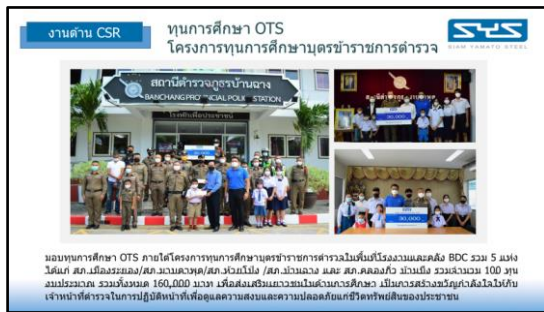 งานด้าน CSR
ทุนการศึกษา OTS
โครงการทุนการศึกษาบุตรข้าราชการตำรวจ
SYS
SIAM YAMATO STEEL
สถานีตำรวจภูธรบ้านฉาง
BANCHANG PROVINCIAL POLICE STATION
โรงพักเพื่อประชาชน
30,000
30,000
30,000
มอบทุนการศึกษา OTS ภายใต้โครงการทุนการศึกษาบุตรข้าราชการตำรวจในพื้นที่โรงงานและคลัง BDC รวม 5 แห่ง
ได้แก่ สภ.เมืองระยอง/สภ.มาบตาพุด/สภ.ห้วยโป่ง /สภ.บ้านฉาง และ สภ.คลองกิ่ว บ้านบึง รวมจำนวน 100 ทุน
งบประมาณ รวมทั้งหมด 160,000 บาท เพื่อส่งเสริมเยาวชนในด้านการศึกษา เป็นการสร้างขวัญกำลังใจให้กับ
เจ้าหน้าที่ตำรวจในการปฏิบัติหน้าที่เพื่อดูแลความสงบและความปลอดภัยแก่ชีวิตทรัพย์สินของประชาชน